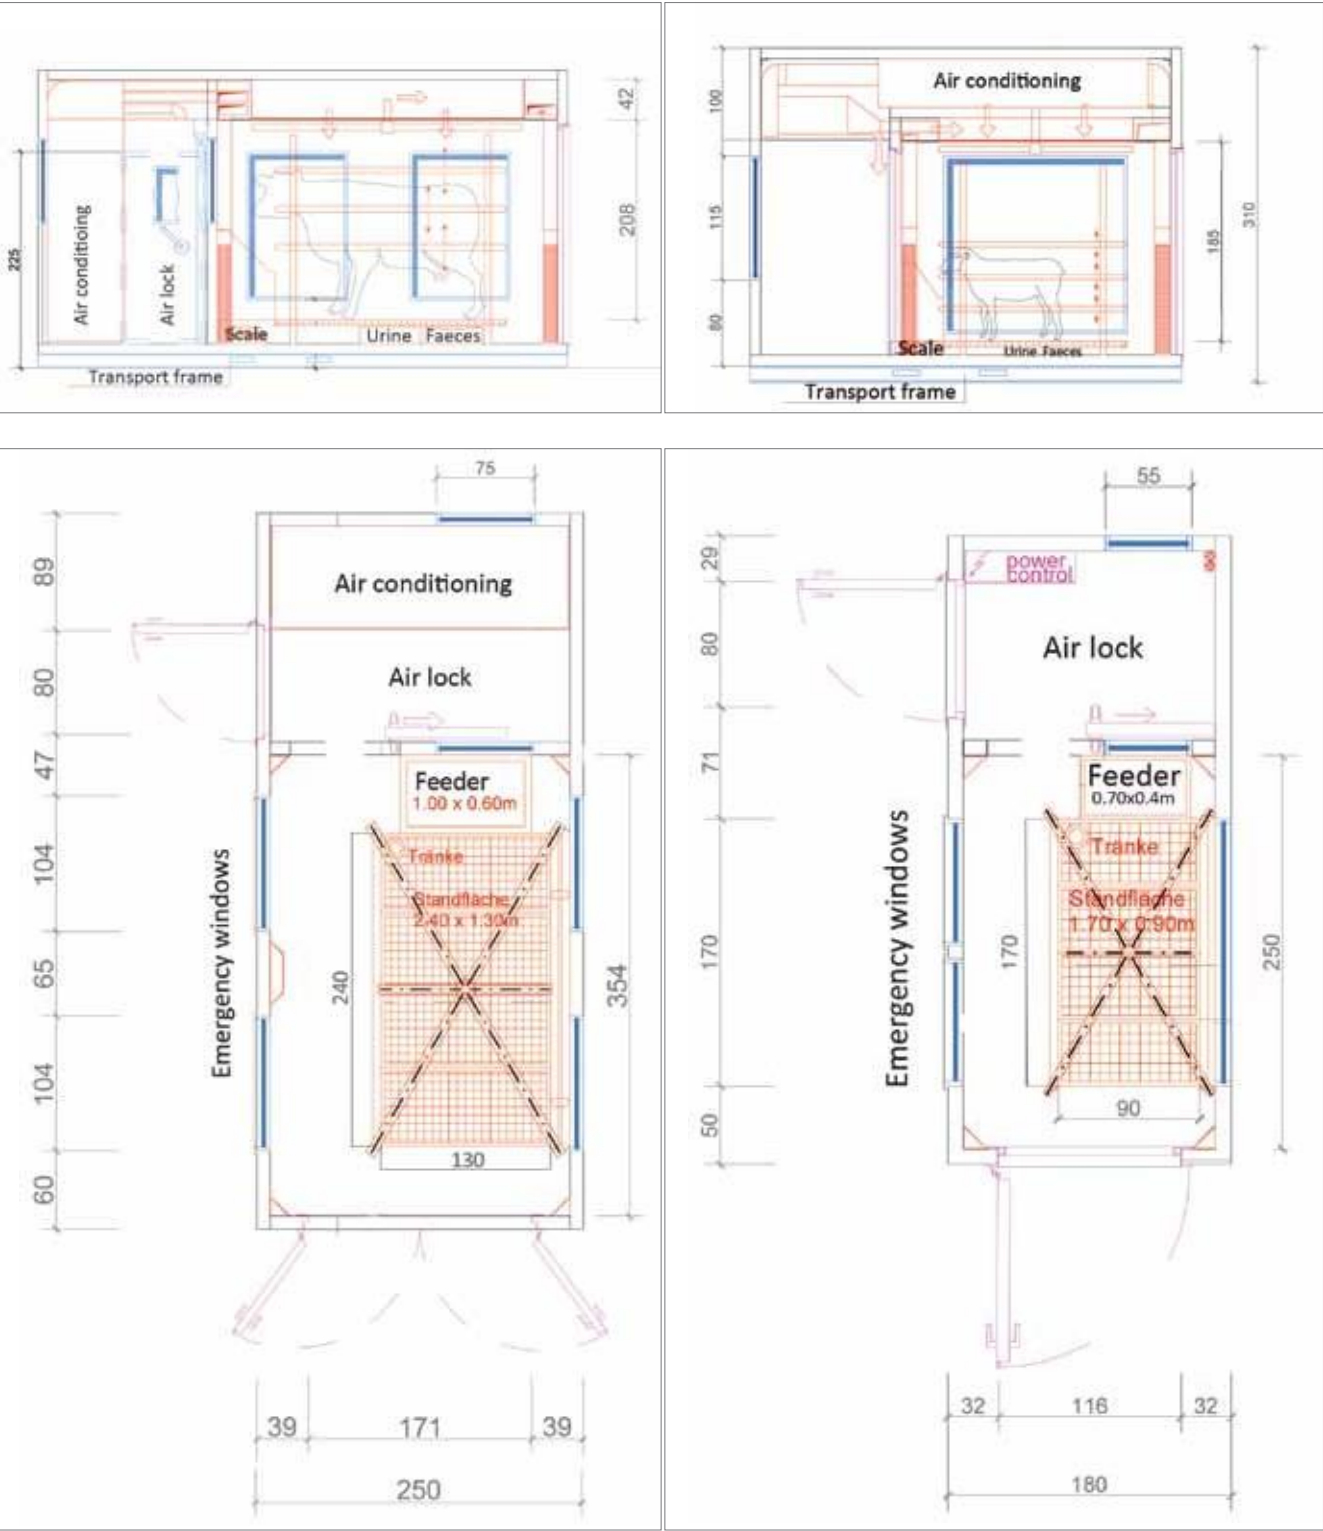 42
208
225
Air conditioing
Air lock
Scale
Urine Faeces
Transport frame
Air conditioning
100
115
80
185
310
Scale
Urine Faeces
Transport frame
75
89
80
47
104
65
104
60
Air conditioning
Air lock
Feeder
1.00 x 0.60m
Tränke
Standfläche
2.40 x 1.30m
Emergency windows
240
354
130
39 171 39
250
55
29
80
71
170
50
power
control
Air lock
Feeder
0.70x0.4m
Tränke
Standfläche
1.70 x 0.90m
Emergency windows
170
250
90
32 116 32
180